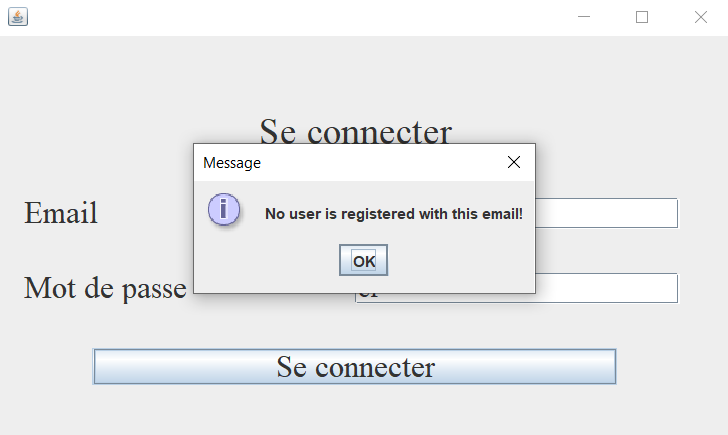 Se connecter
Message
No user is registered with this email!
OK
Email
Mot de passe
Se connecter